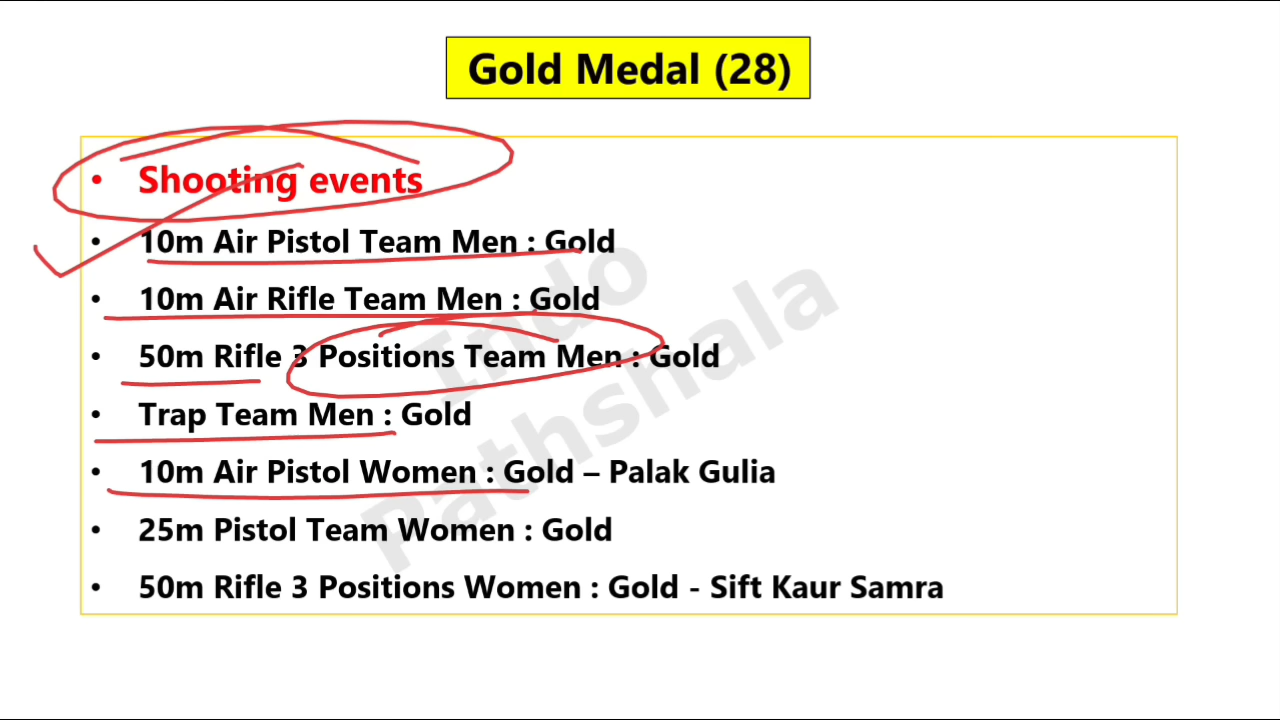 Gold Medal (28)
• Shooting events
• 10m Air Pistol Team Men : Gold
• 10m Air Rifle Team Men : Gold
• 50m Rifle 3 Positions Team Men : Gold
• Trap Team Men : Gold
• 10m Air Pistol Women : Gold – Palak Gulia
• 25m Pistol Team Women : Gold
• 50m Rifle 3 Positions Women : Gold - Sift Kaur Samra
Indo
Pathshala